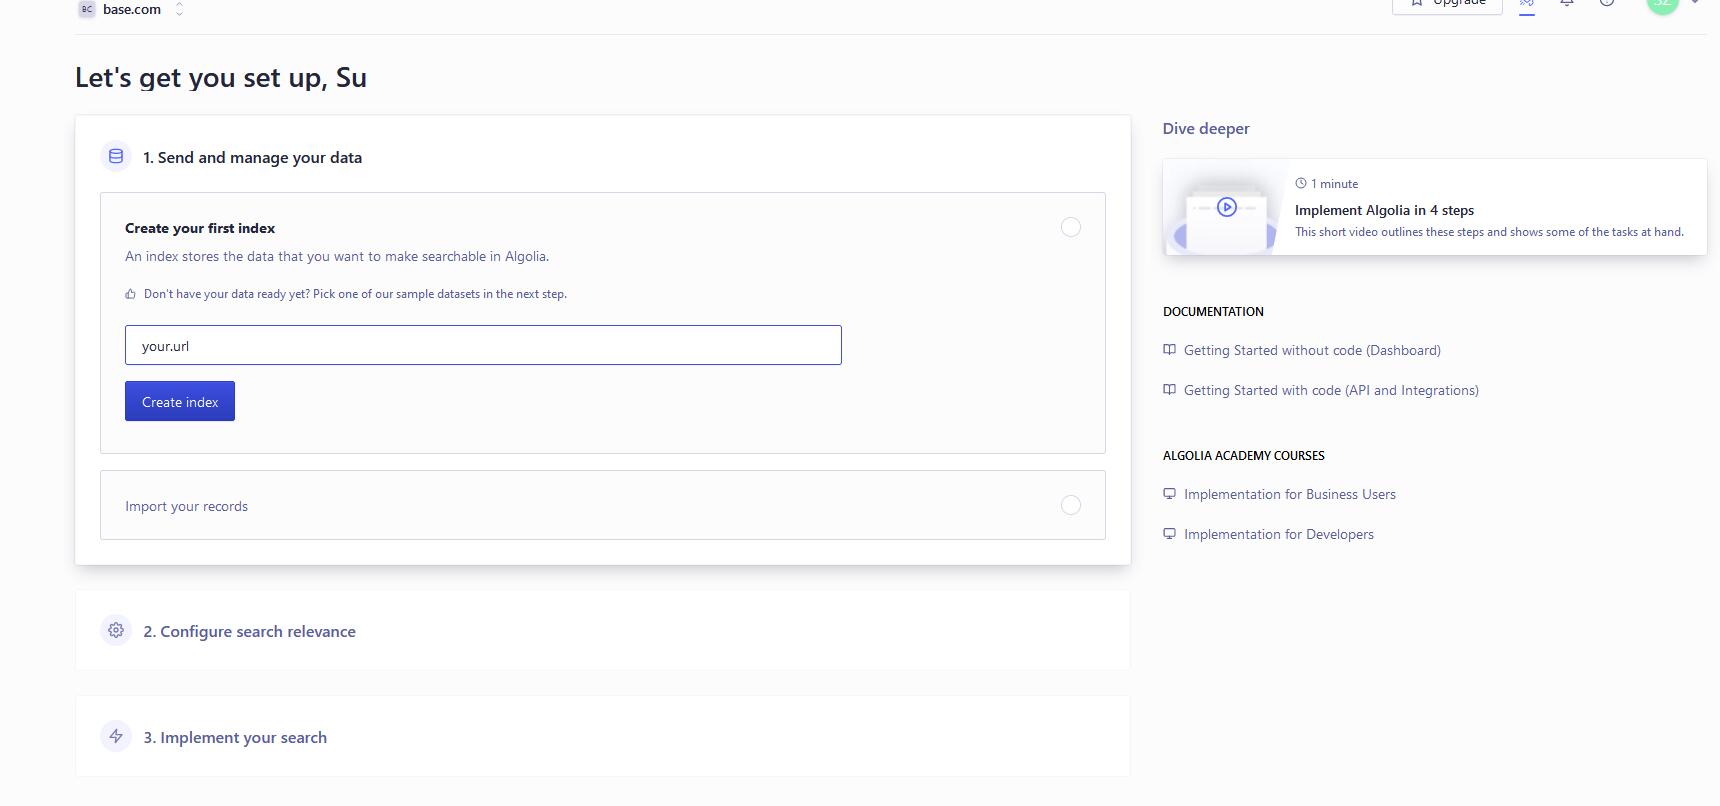 BC base.com
Upgrade
SZ
Let's get you set up, Su
1. Send and manage your data
Create your first index
An index stores the data that you want to make searchable in Algolia.
Don't have your data ready yet? Pick one of our sample datasets in the next step.
your.url
Create index
Import your records
2. Configure search relevance
3. Implement your search
Dive deeper
1 minute
Implement Algolia in 4 steps
This short video outlines these steps and shows some of the tasks at hand.
DOCUMENTATION
Getting Started without code (Dashboard)
Getting Started with code (API and Integrations)
ALGOLIA ACADEMY COURSES
Implementation for Business Users
Implementation for Developers